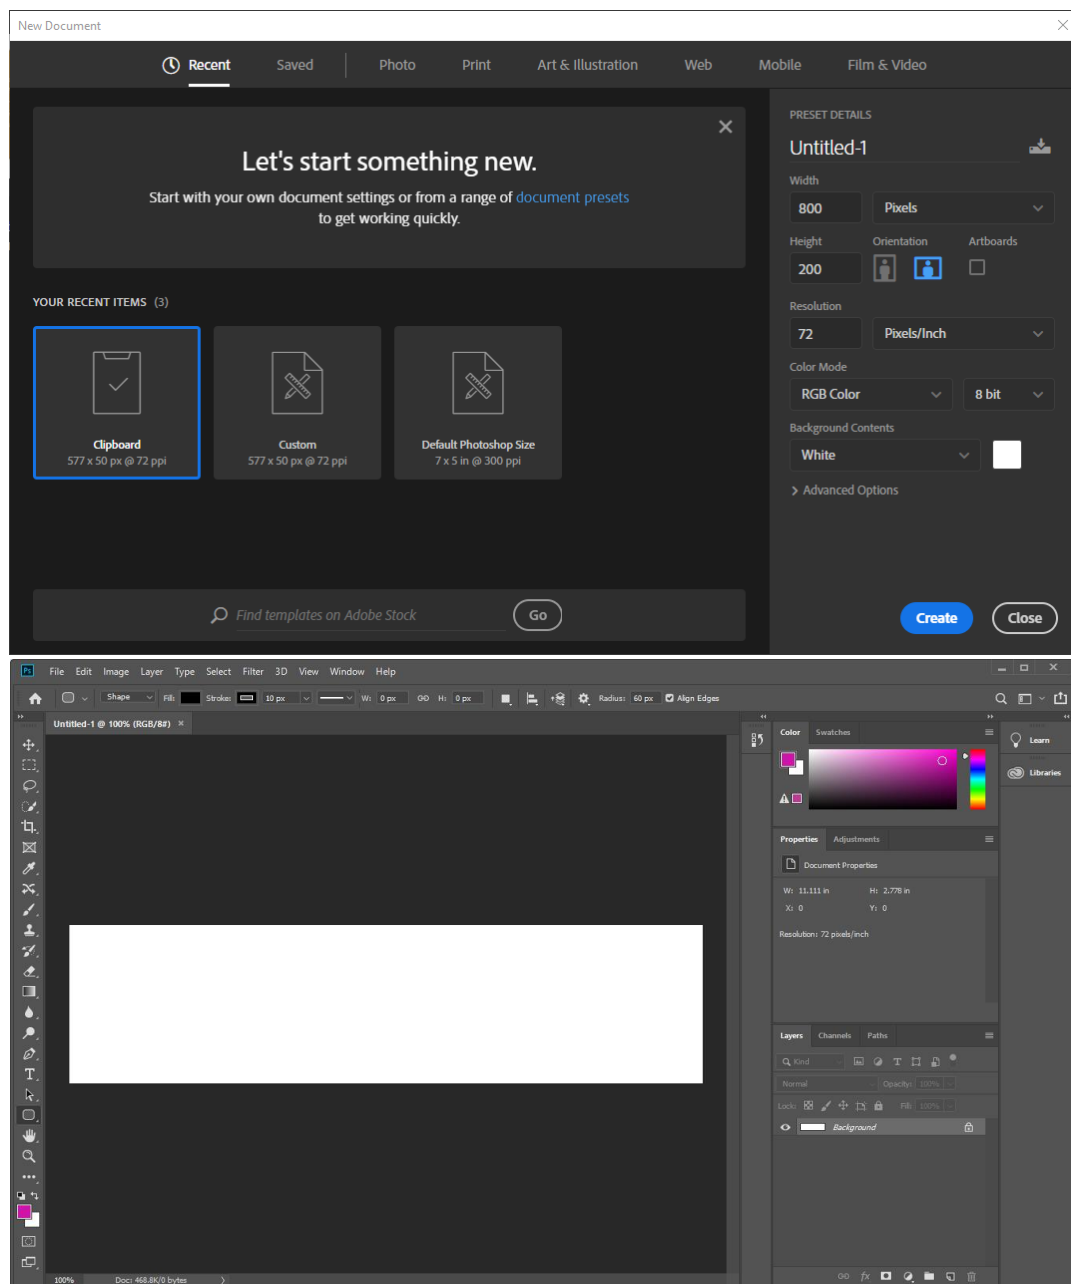 New Document
Recent Saved Photo Print Art & Illustration Web Mobile Film & Video
Let's start something new.
Start with your own document settings or from a range of document presets
to get working quickly.
YOUR RECENT ITEMS (3)
Clipboard
577 x 50 px @ 72 ppi
Custom
577 x 50 px @ 72 ppi
Default Photoshop Size
7 x 5 in @ 300 ppi
Find templates on Adobe Stock Go
PRESET DETAILS
Untitled-1
Width
800 Pixels
Height Orientation Artboards
200
Resolution
72 Pixels/Inch
Color Mode
RGB Color 8 bit
Background Contents
White
Advanced Options
Create Close
Ps File Edit Image Layer Type Select Filter 3D View Window Help
Shape Fill: Stroke: 10 px W: 0 px H: 0 px Radius: 60 px Align Edges
Untitled-1 @ 100% (RGB/8#) ×
Color Swatches
Learn
Libraries
Properties Adjustments
Document Properties
W: 11.111 in H: 2.778 in
X: 0 Y: 0
Resolution: 72 pixels/inch
Layers Channels Paths
Kind
Normal Opacity: 100%
Lock: Fill: 100%
Background
100% Doc: 468.8K/0 bytes
fx